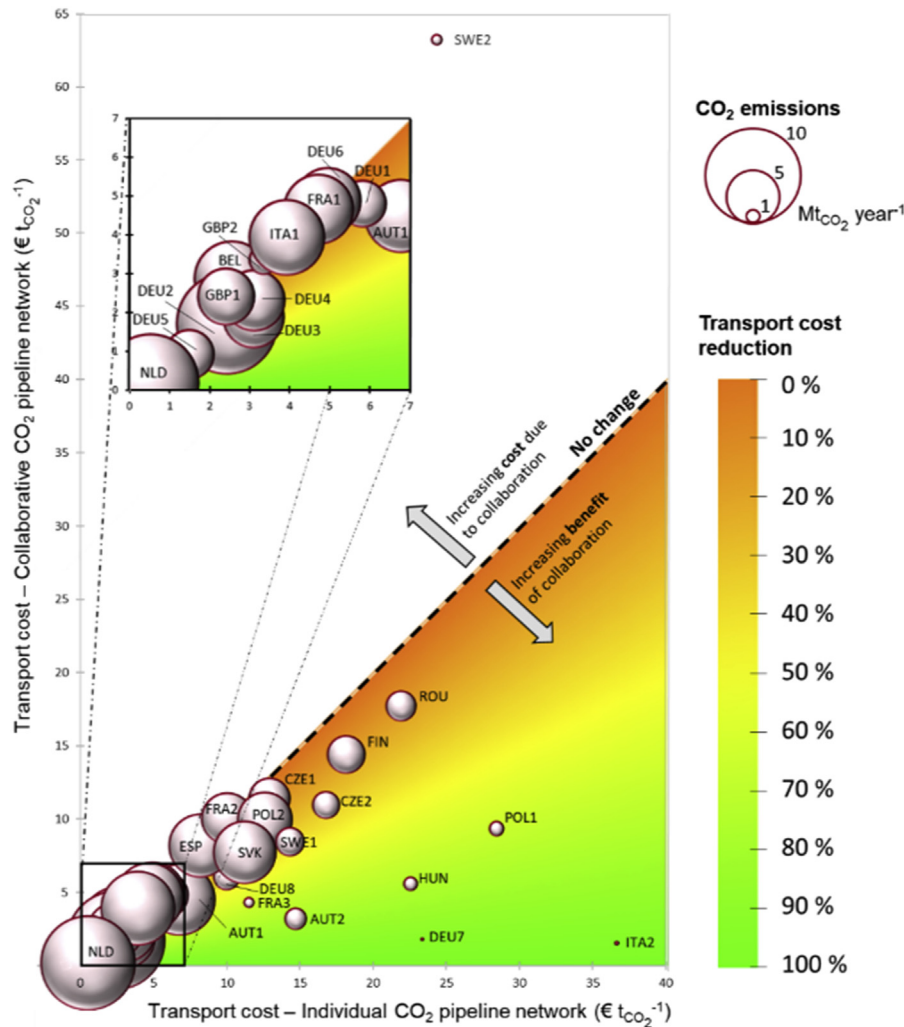 65
60
55
50
45
40
35
30
25
20
15
10
5
0
5
10
15
20
25
30
35
40
Transport cost – Collaborative CO2 pipeline network (€ tCO2-1)
Transport cost – Individual CO2 pipeline network (€ tCO2-1)
SWE2
7
6
5
4
3
2
1
0
0
1
2
3
4
5
6
7
DEU6
DEU1
FRA1
GBP2
ITA1
AUT1
BEL
DEU2
GBP1
DEU4
DEU5
DEU3
NLD
CO2 emissions
10
5
1
MtCO2 year-1
Transport cost
reduction
0 %
10 %
20 %
30 %
40 %
50 %
60 %
70 %
80 %
90 %
100 %
No change
Increasing cost due
to collaboration
Increasing benefit
of collaboration
ROU
FIN
CZE1
CZE2
FRA2
POL2
POL1
ESP
SVK
SWE1
HUN
DEU8
FRA3
AUT2
AUT1
DEU7
ITA2
NLD